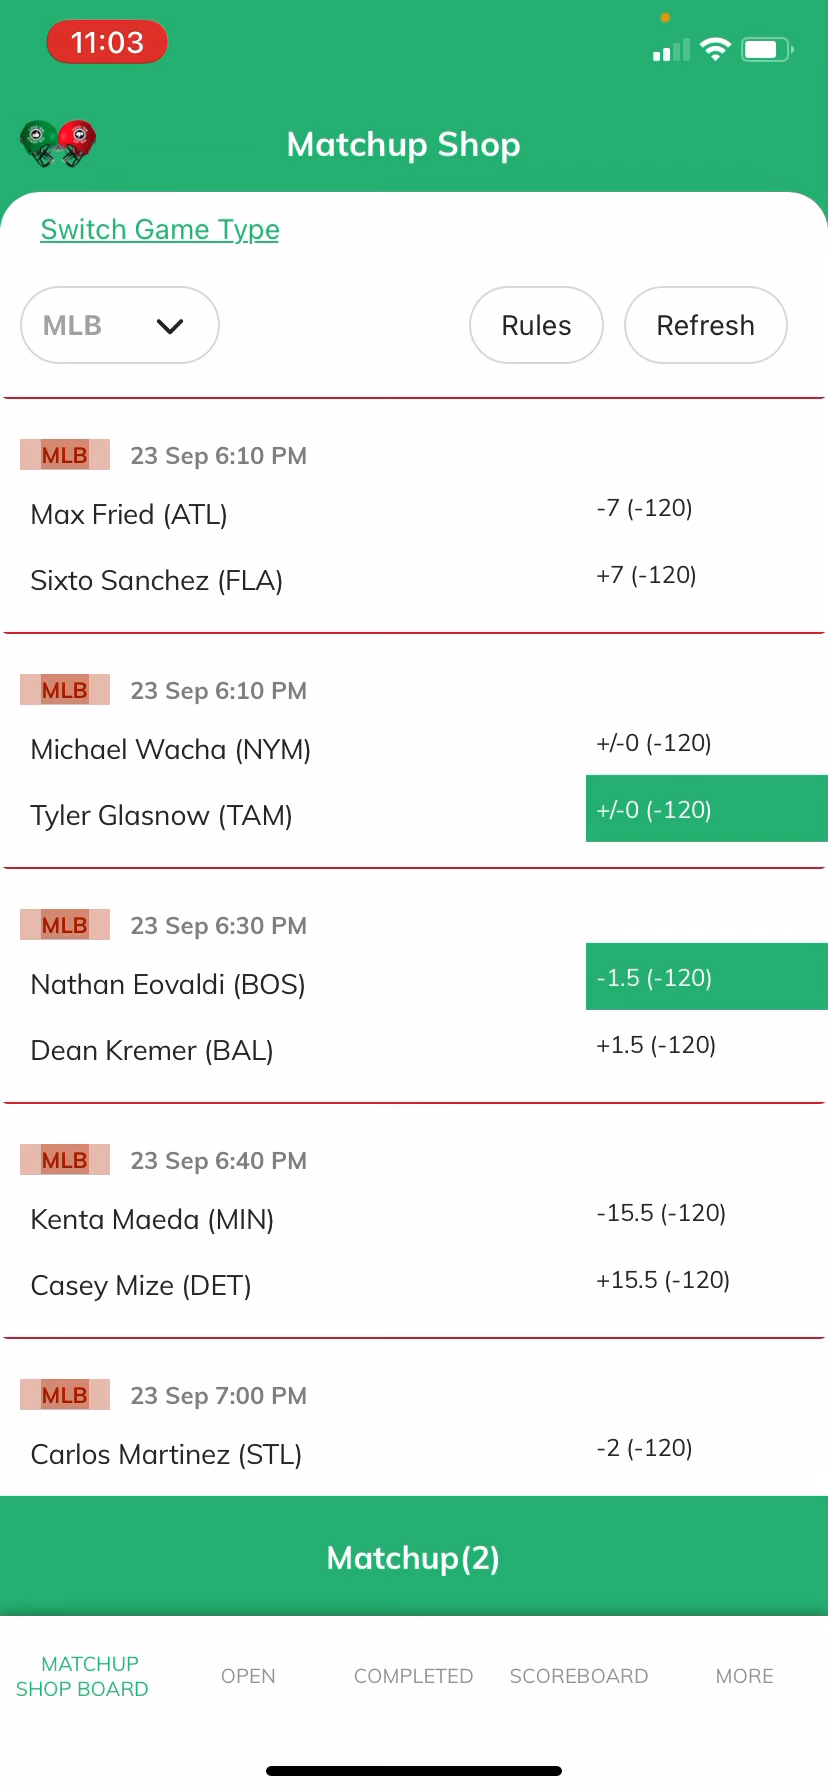 11:03
Matchup Shop
Switch Game Type
MLB
Rules
Refresh
MLB 23 Sep 6:10 PM
Max Fried (ATL) -7 (-120)
Sixto Sanchez (FLA) +7 (-120)
MLB 23 Sep 6:10 PM
Michael Wacha (NYM) +/-0 (-120)
Tyler Glasnow (TAM) +/-0 (-120)
MLB 23 Sep 6:30 PM
Nathan Eovaldi (BOS) -1.5 (-120)
Dean Kremer (BAL) +1.5 (-120)
MLB 23 Sep 6:40 PM
Kenta Maeda (MIN) -15.5 (-120)
Casey Mize (DET) +15.5 (-120)
MLB 23 Sep 7:00 PM
Carlos Martinez (STL) -2 (-120)
Matchup(2)
MATCHUP
SHOP BOARD
OPEN
COMPLETED
SCOREBOARD
MORE